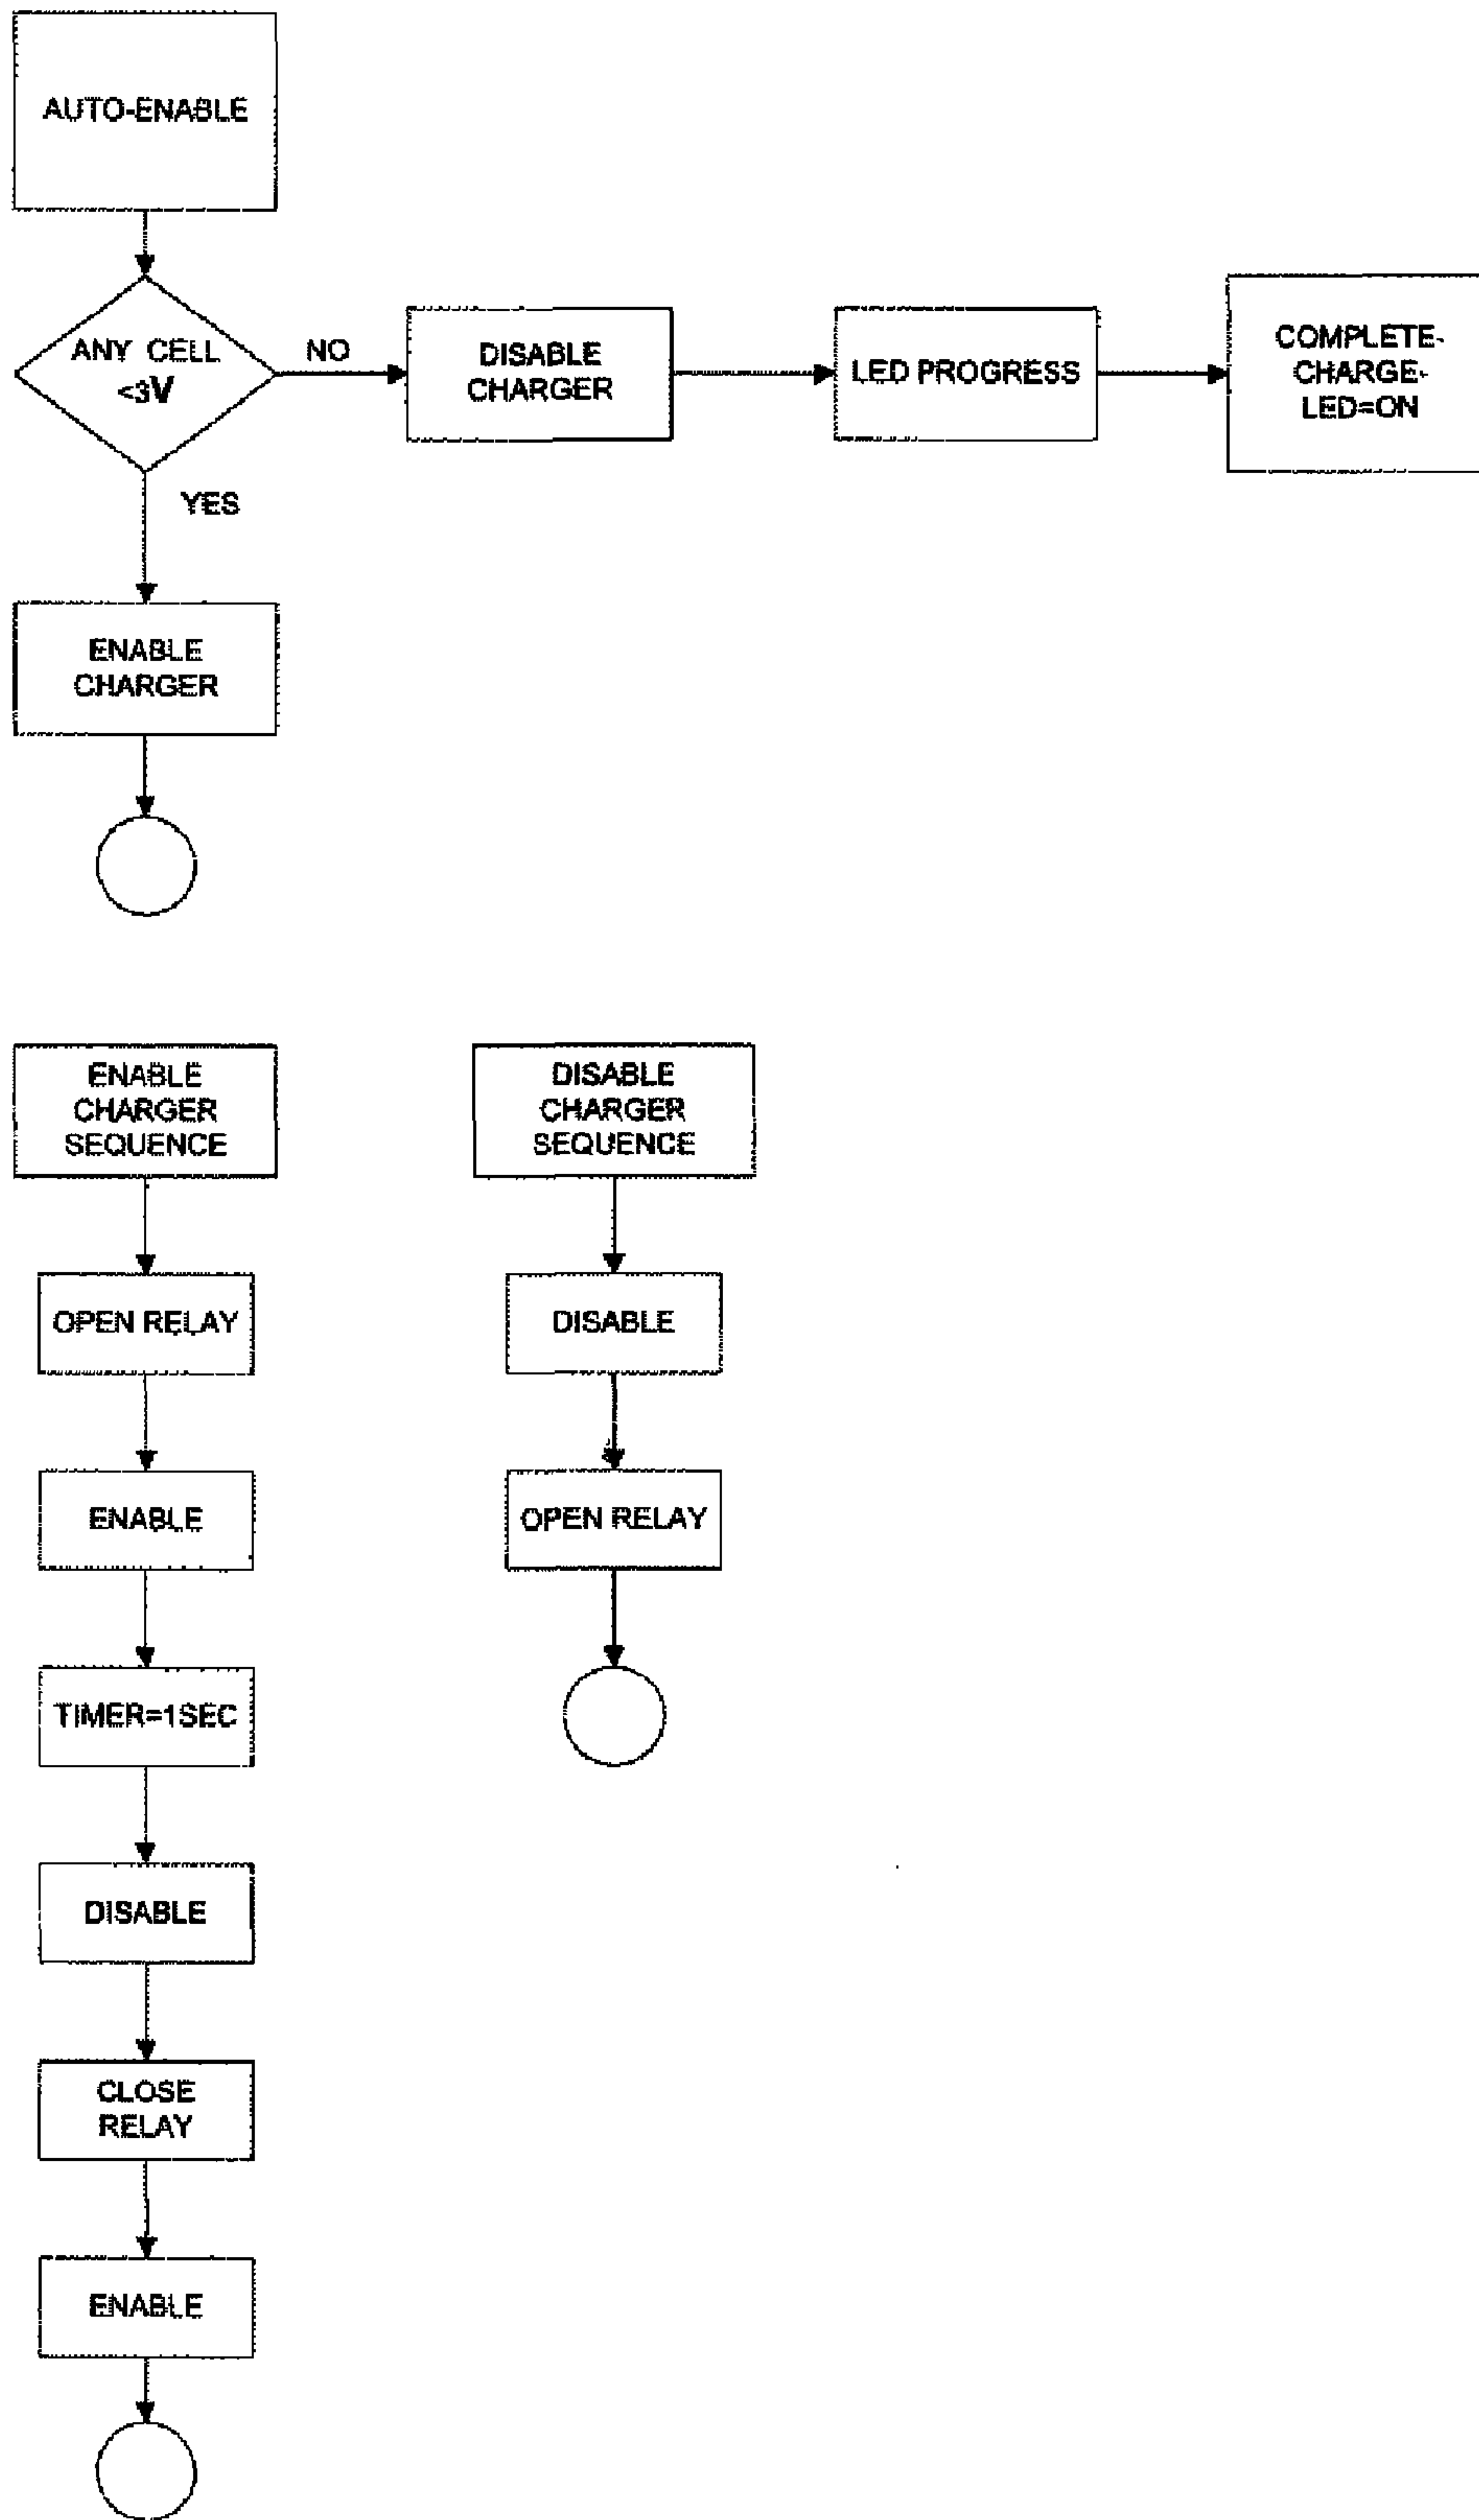 AUTO-ENABLE
ANY CELL
<3V
NO
DISABLE
CHARGER
LED PROGRESS
COMPLETE-
CHARGE-
LED=ON
YES
ENABLE
CHARGER
ENABLE
CHARGER
SEQUENCE
OPEN RELAY
ENABLE
TIMER=1SEC
DISABLE
CLOSE
RELAY
ENABLE
DISABLE
CHARGER
SEQUENCE
DISABLE
OPEN RELAY